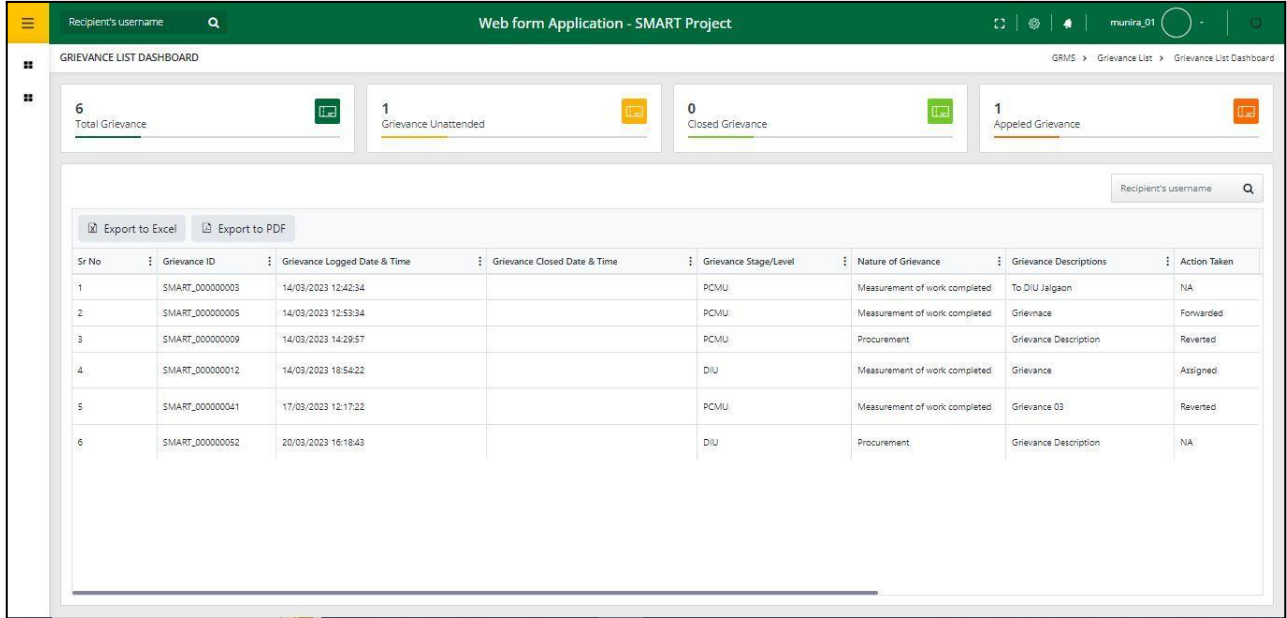 Recipient's username Web form Application - SMART Project munira_01
GRIEVANCE LIST DASHBOARD GRMS > Grievance List > Grievance List Dashboard
6 1 0 1
Total Grievance Grievance Unattended Closed Grievance Appeled Grievance
Recipient's username
Export to Excel Export to PDF
Sr No Grievance ID Grievance Logged Date & Time Grievance Closed Date & Time Grievance Stage/Level Nature of Grievance Grievance Descriptions Action Taken
1 SMART_000000003 14/03/2023 12:42:34 PCMU Measurement of work completed To DIU Jalgaon NA
2 SMART_000000005 14/03/2023 12:53:34 PCMU Measurement of work completed Grievnace Forwarded
3 SMART_000000009 14/03/2023 14:29:57 PCMU Procurement Grievance Description Reverted
4 SMART_000000012 14/03/2023 18:54:22 DIU Measurement of work completed Grievance Assigned
5 SMART_000000041 17/03/2023 12:17:22 PCMU Measurement of work completed Grievance 03 Reverted
6 SMART_000000052 20/03/2023 16:18:43 DIU Procurement Grievance Description NA